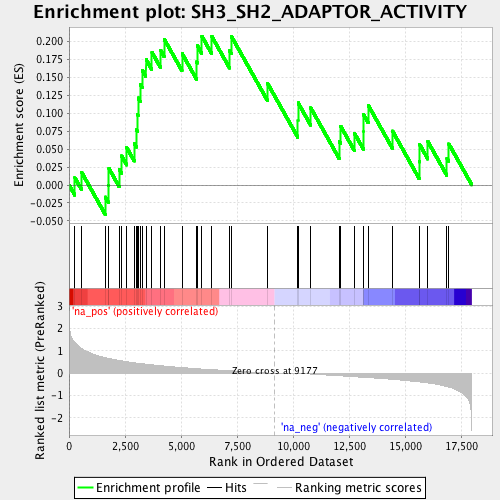 Enrichment plot: SH3_SH2_ADAPTOR_ACTIVITY
Enrichment score (ES)
0.200
0.175
0.150
0.125
0.100
0.075
0.050
0.025
0.000
-0.025
-0.050
'na_pos' (positively correlated)
Ranked list metric (PreRanked)
3
2
1
0
-1
-2
Zero cross at 9177
'na_neg' (negatively correlated)
0 2,500 5,000 7,500 10,000 12,500 15,000 17,500
Rank in Ordered Dataset
Enrichment profile Hits Ranking metric scores